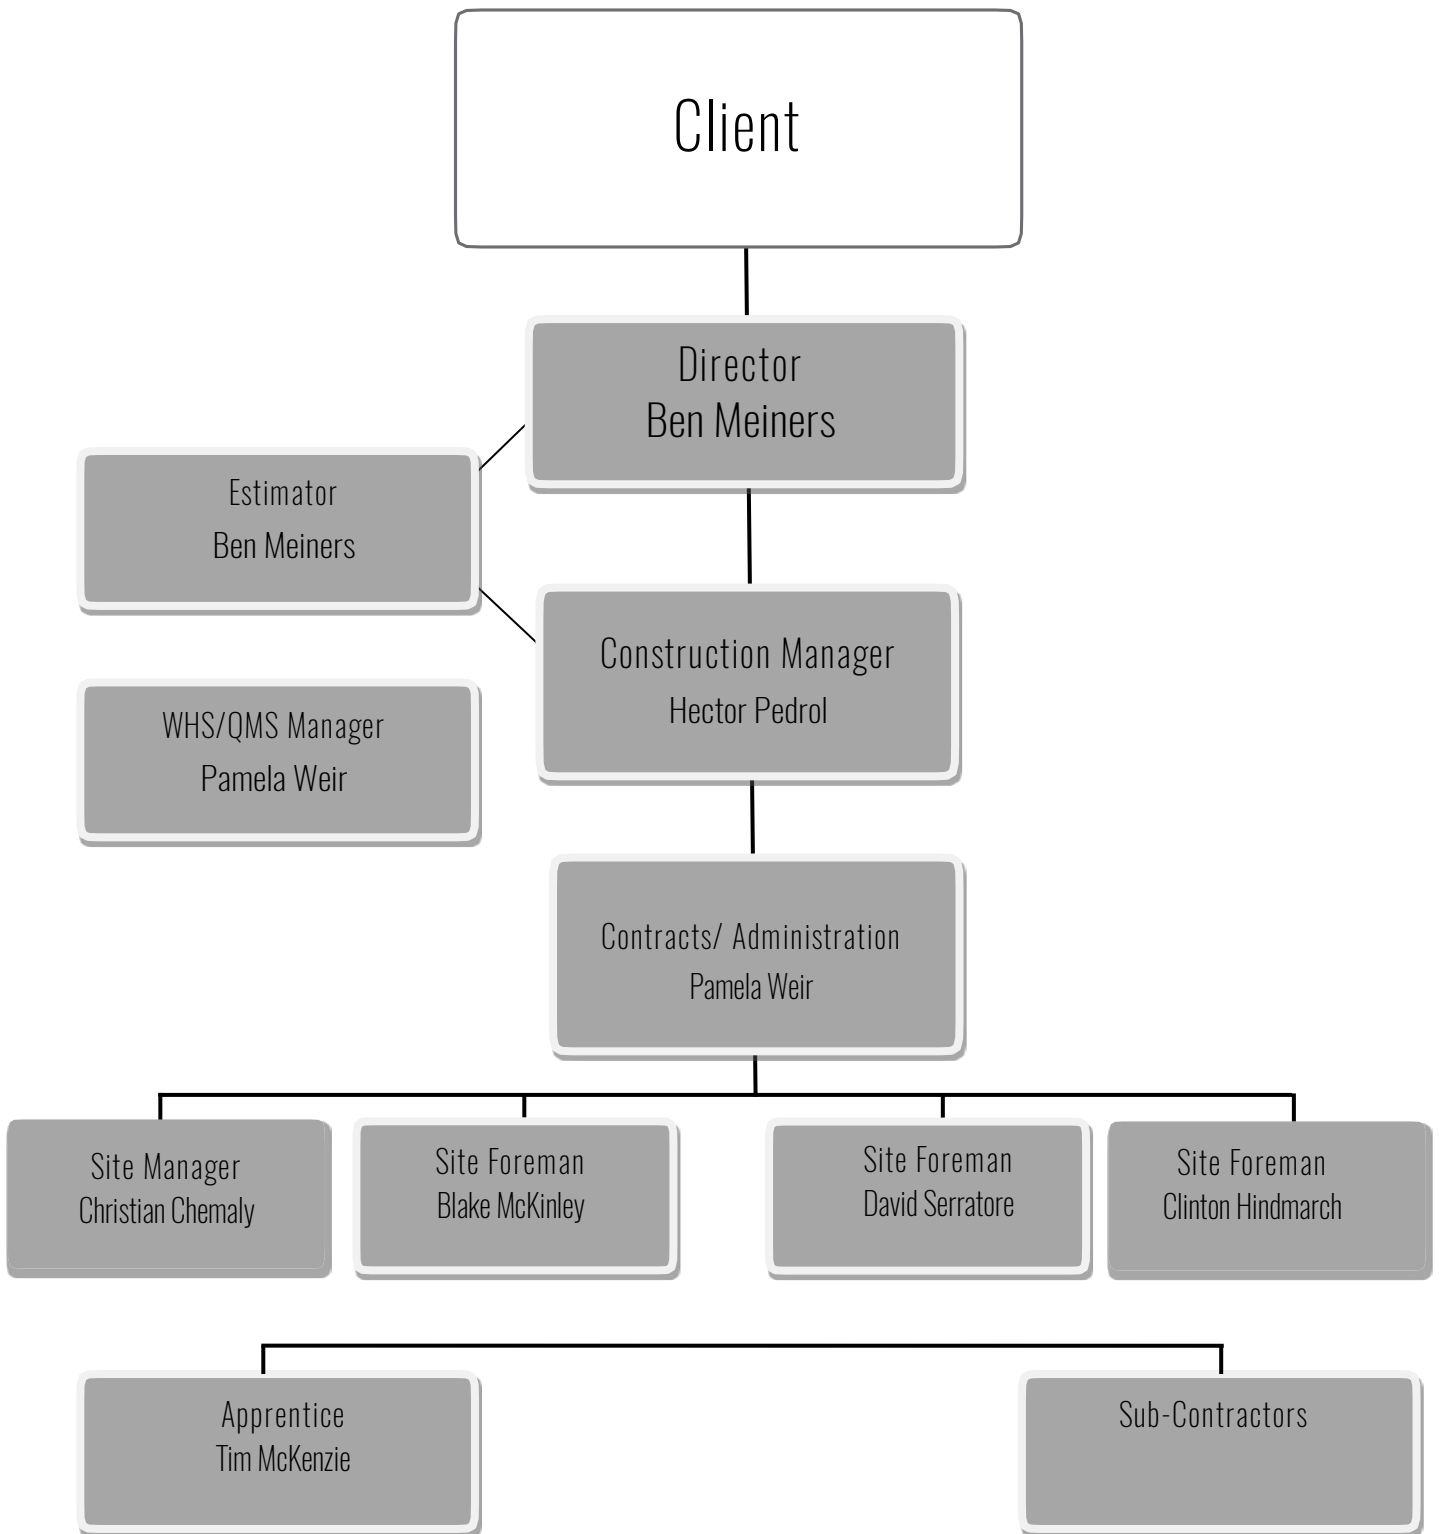 Client
Director
Ben Meiners
Estimator
Ben Meiners
Construction Manager
Hector Pedrol
WHS/QMS Manager
Pamela Weir
Contracts/ Administration
Pamela Weir
Site Manager
Christian Chemaly
Site Foreman
Blake McKinley
Site Foreman
David Serratore
Site Foreman
Clinton Hindmarch
Apprentice
Tim McKenzie
Sub-Contractors